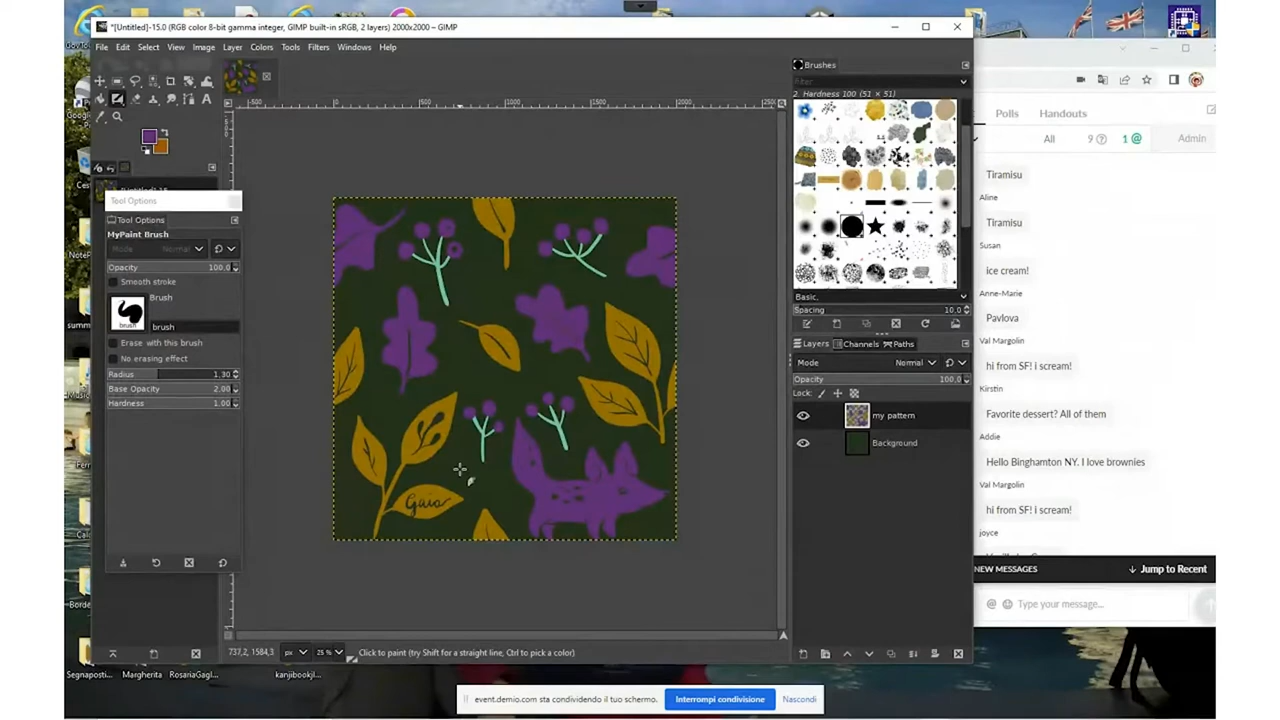 *[Untitled]-15.0 (RGB color 8-bit gamma integer, GIMP built-in sRGB, 2 layers) 2000x2000 – GIMP
File Edit Select View Image Layer Colors Tools Filters Windows Help
Brushes
Filter
2. Hardness 100 (51 × 51)
Tool Options
Tool Options
MyPaint Brush
Mode Normal
Opacity 100,0
Smooth stroke
Brush
brush
brush
Erase with this brush
No erasing effect
Radius 1,30
Base Opacity 2,00
Hardness 1,00
Gaia
Basic,
Spacing 10,0
Layers Channels Paths
Mode Normal
Opacity 100,0
Lock:
my pattern
Background
737,2, 1584,3 px 25 % Click to paint (try Shift for a straight line, Ctrl to pick a color)
Polls Handouts
All 9 1 @ Admin
Tiramisu
Aline
Tiramisu
Susan
ice cream!
Anne-Marie
Pavlova
Val Margolin
hi from SF! i scream!
Kirstin
Favorite dessert? All of them
Addie
Hello Binghamton NY. I love brownies
Val Margolin
hi from SF! i scream!
joyce
NEW MESSAGES Jump to Recent
Type your message...
Margherita
kanjibookj...
event.demio.com sta condividendo il tuo schermo. Interrompi condivisione Nascondi